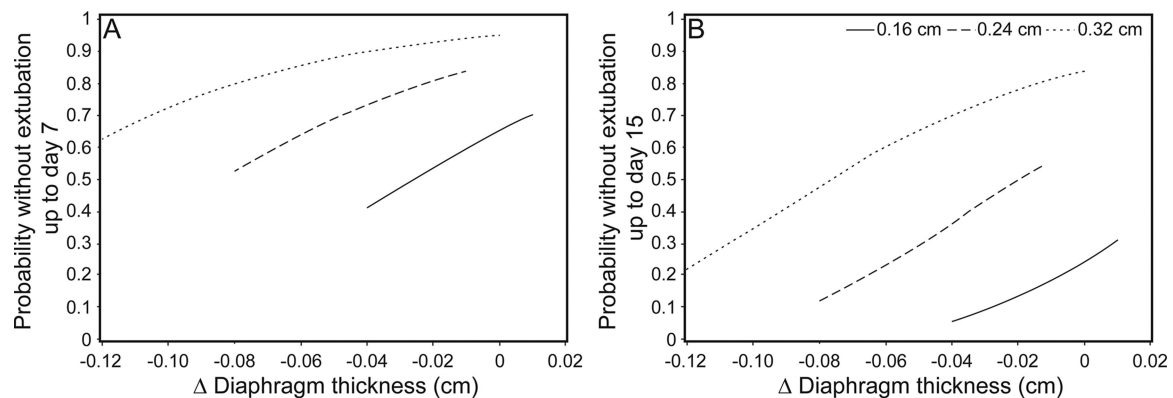 A
1
0.9
0.8
0.7
0.6
0.5
0.4
0.3
0.2
0.1
0
Probability without extubation
up to day 7
-0.12 -0.10 -0.08 -0.06 -0.04 -0.02 0 0.02
Δ Diaphragm thickness (cm)
B
0.16 cm 0.24 cm 0.32 cm
1
0.9
0.8
0.7
0.6
0.5
0.4
0.3
0.2
0.1
0
Probability without extubation
up to day 15
-0.12 -0.10 -0.08 -0.06 -0.04 -0.02 0 0.02
Δ Diaphragm thickness (cm)